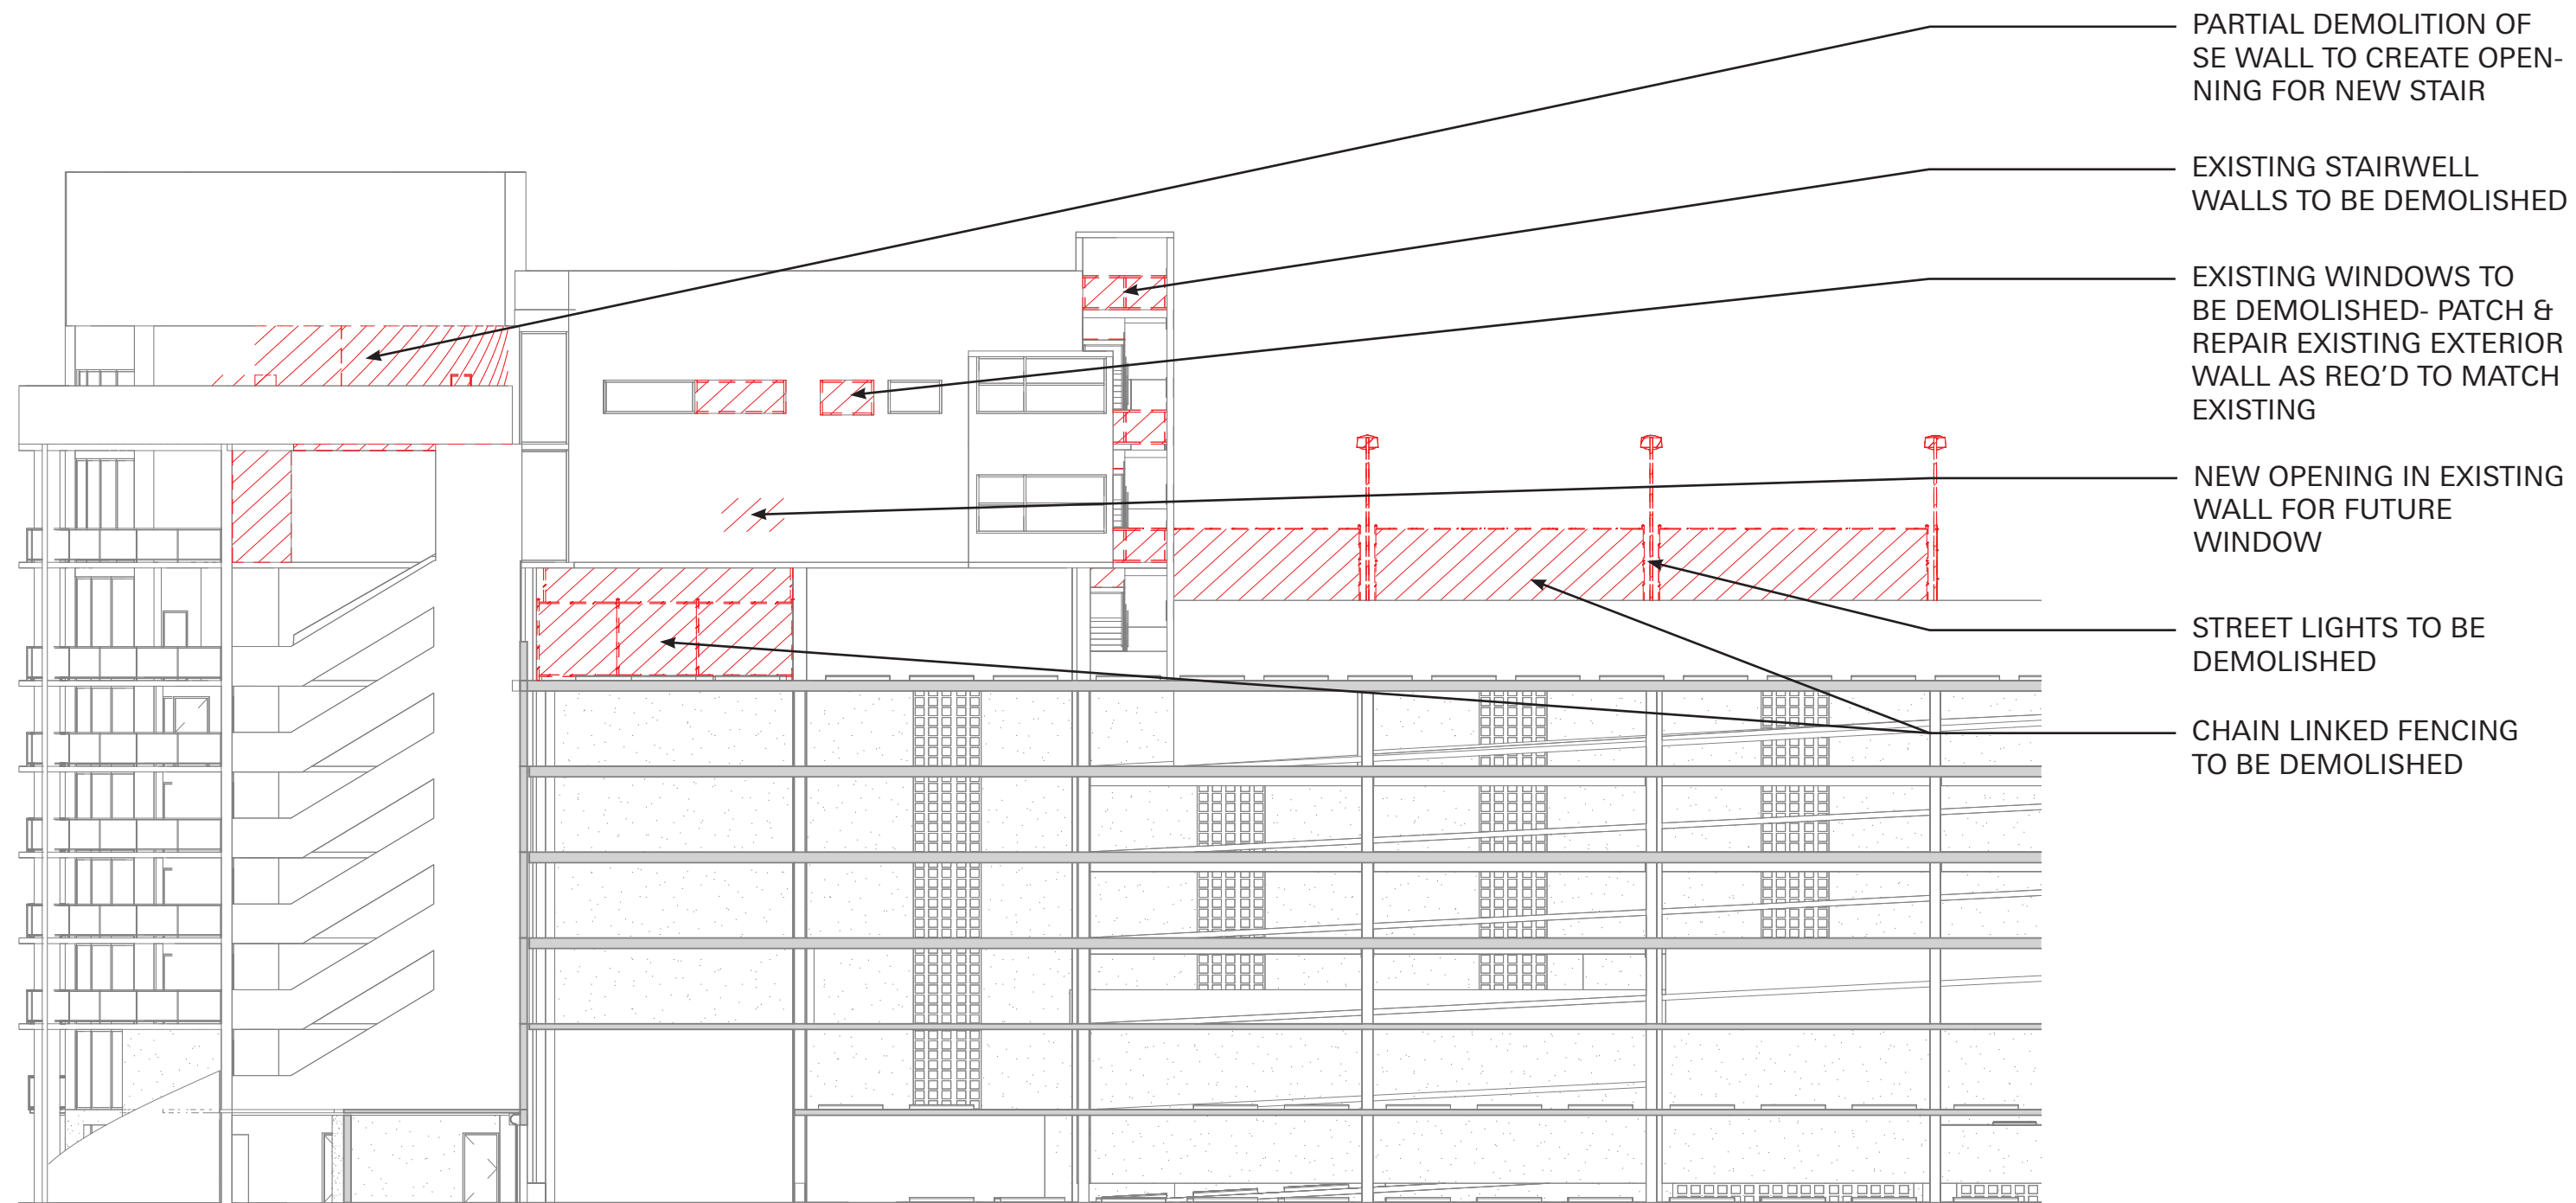 PARTIAL DEMOLITION OF
SE WALL TO CREATE OPEN-
NING FOR NEW STAIR
EXISTING STAIRWELL
WALLS TO BE DEMOLISHED
EXISTING WINDOWS TO
BE DEMOLISHED- PATCH &
REPAIR EXISTING EXTERIOR
WALL AS REQ’D TO MATCH
EXISTING
NEW OPENING IN EXISTING
WALL FOR FUTURE
WINDOW
STREET LIGHTS TO BE
DEMOLISHED
CHAIN LINKED FENCING
TO BE DEMOLISHED